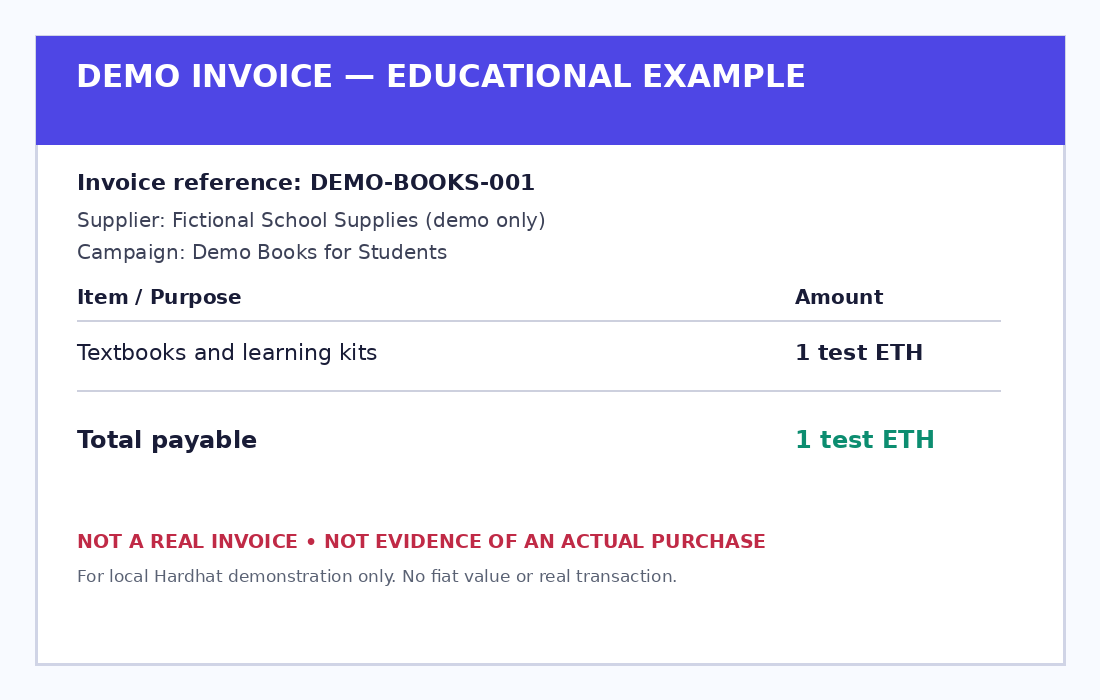 DEMO INVOICE — EDUCATIONAL EXAMPLE
Invoice reference: DEMO-BOOKS-001
Supplier: Fictional School Supplies (demo only)
Campaign: Demo Books for Students
Item / Purpose Amount
Textbooks and learning kits 1 test ETH
Total payable 1 test ETH
NOT A REAL INVOICE • NOT EVIDENCE OF AN ACTUAL PURCHASE
For local Hardhat demonstration only. No fiat value or real transaction.